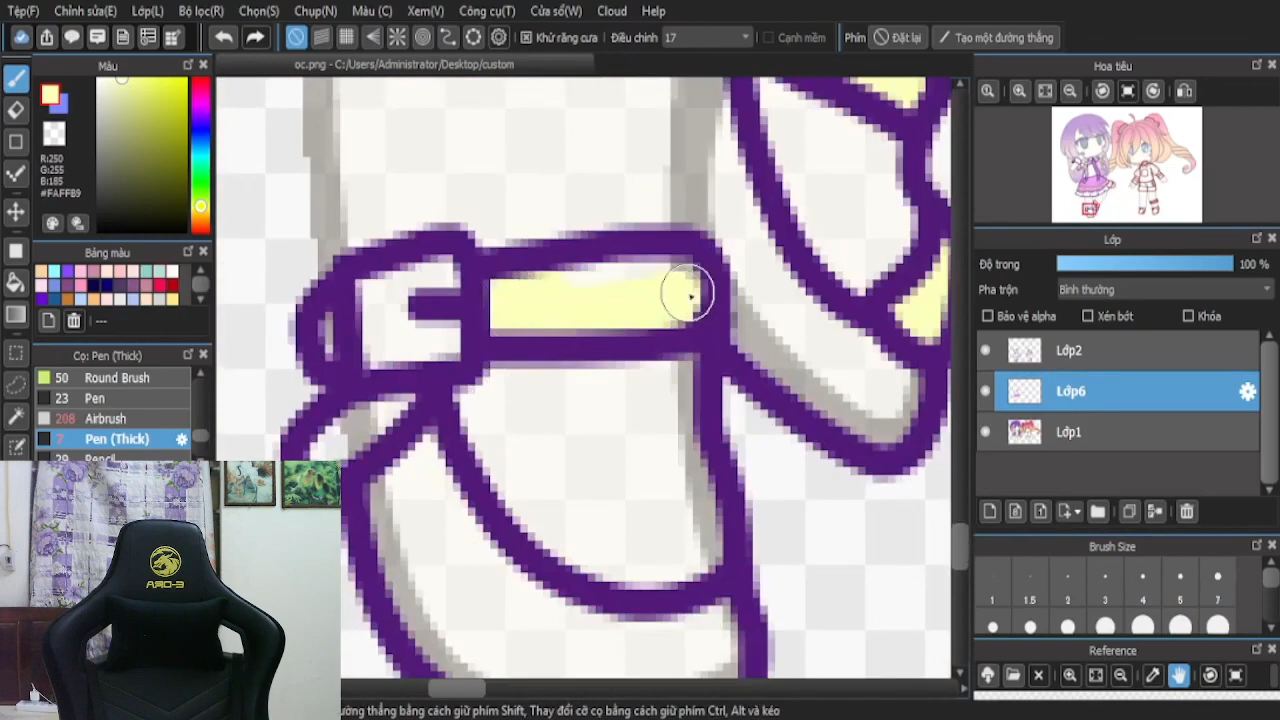 Tệp(F) Chỉnh sửa(E) Lớp(L) Bộ lọc(R) Chọn(S) Chụp(N) Màu (C) Xem(V) Công cụ(T) Cửa sổ(W) Cloud Help
Khử răng cưa Điều chỉnh 17 Cạnh mềm Phím Đặt lại Tạo một đường thẳng
Màu
oc.png - C:/Users/Administrator/Desktop/custom
Hoa tiêu
R:250
G:255
B:185
#FAFFB9
Lớp
Bảng màu
Độ trong 100 %
Pha trộn Bình thường
Bảo vệ alpha Xén bớt Khóa
---
Lớp2
Cọ: Pen (Thick)
50 Round Brush
Lớp6
23 Pen
208 Airbrush
7 Pen (Thick)
Lớp1
29 Pencil
Brush Size
1 1.5 2 3 4 5 7
Reference
ường thẳng bằng cách giữ phím Shift, Thay đổi cỡ cọ bằng cách giữ phím Ctrl, Alt và kéo